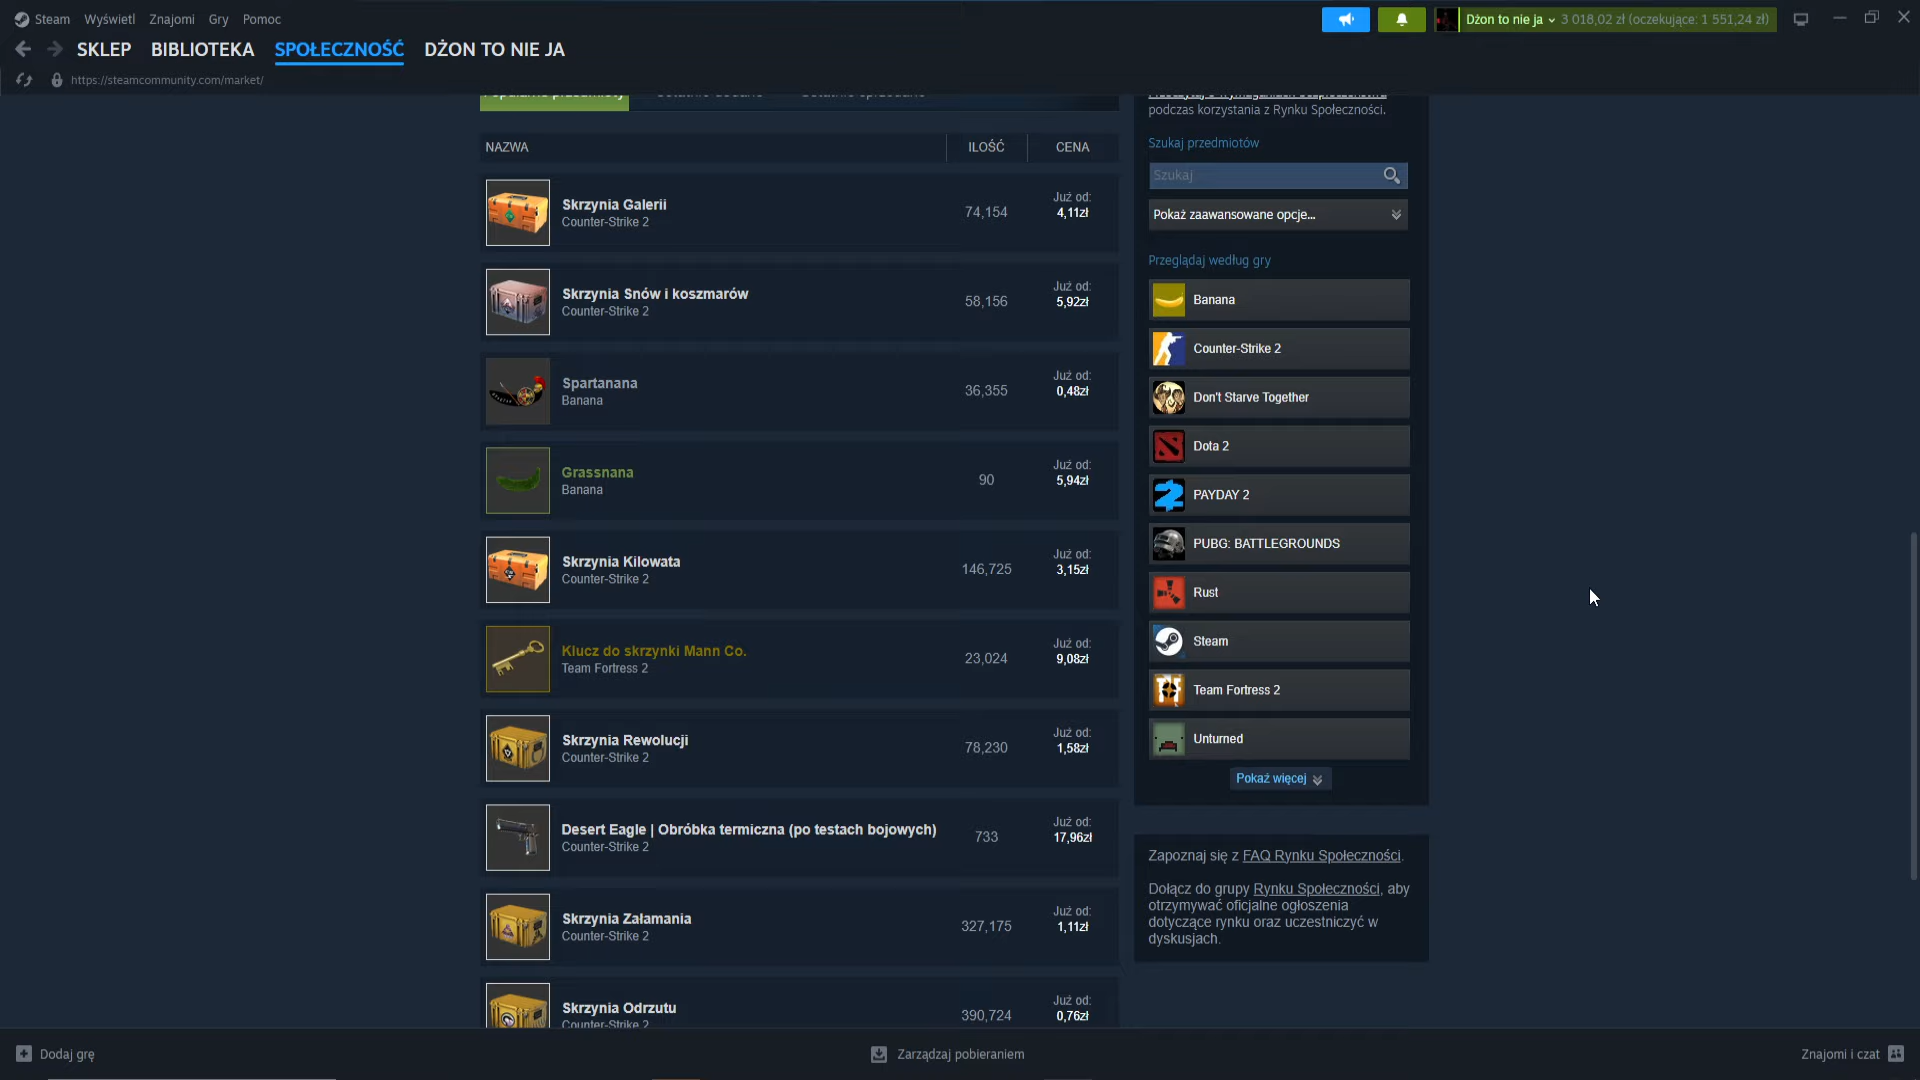 Steam Wyświetl Znajomi Gry Pomoc
Dżon to nie ja 3 018,02 zł (oczekujące: 1 551,24 zł)
SKLEP BIBLIOTEKA SPOŁECZNOŚĆ DŻON TO NIE JA
https://steamcommunity.com/market/
Popularne przedmioty Ostatnio dodane Ostatnio sprzedane
NAZWA ILOŚĆ CENA
Skrzynia Galerii
Counter-Strike 2
74,154
Już od:
4,11zł
Skrzynia Snów i koszmarów
Counter-Strike 2
58,156
Już od:
5,92zł
Spartanana
Banana
36,355
Już od:
0,48zł
Grassnana
Banana
90
Już od:
5,94zł
Skrzynia Kilowata
Counter-Strike 2
146,725
Już od:
3,15zł
Klucz do skrzynki Mann Co.
Team Fortress 2
23,024
Już od:
9,08zł
Skrzynia Rewolucji
Counter-Strike 2
78,230
Już od:
1,58zł
Desert Eagle | Obróbka termiczna (po testach bojowych)
Counter-Strike 2
733
Już od:
17,96zł
Skrzynia Załamania
Counter-Strike 2
327,175
Już od:
1,11zł
Skrzynia Odrzutu
Counter-Strike 2
390,724
Już od:
0,76zł
podczas korzystania z Rynku Społeczności.
Szukaj przedmiotów
Szukaj
Pokaż zaawansowane opcje...
Przeglądaj według gry
Banana
Counter-Strike 2
Don't Starve Together
Dota 2
PAYDAY 2
PUBG: BATTLEGROUNDS
Rust
Steam
Team Fortress 2
Unturned
Pokaż więcej
Zapoznaj się z FAQ Rynku Społeczności.
Dołącz do grupy Rynku Społeczności, aby
otrzymywać oficjalne ogłoszenia
dotyczące rynku oraz uczestniczyć w
dyskusjach.
Dodaj grę
Zarządzaj pobieraniem
Znajomi i czat